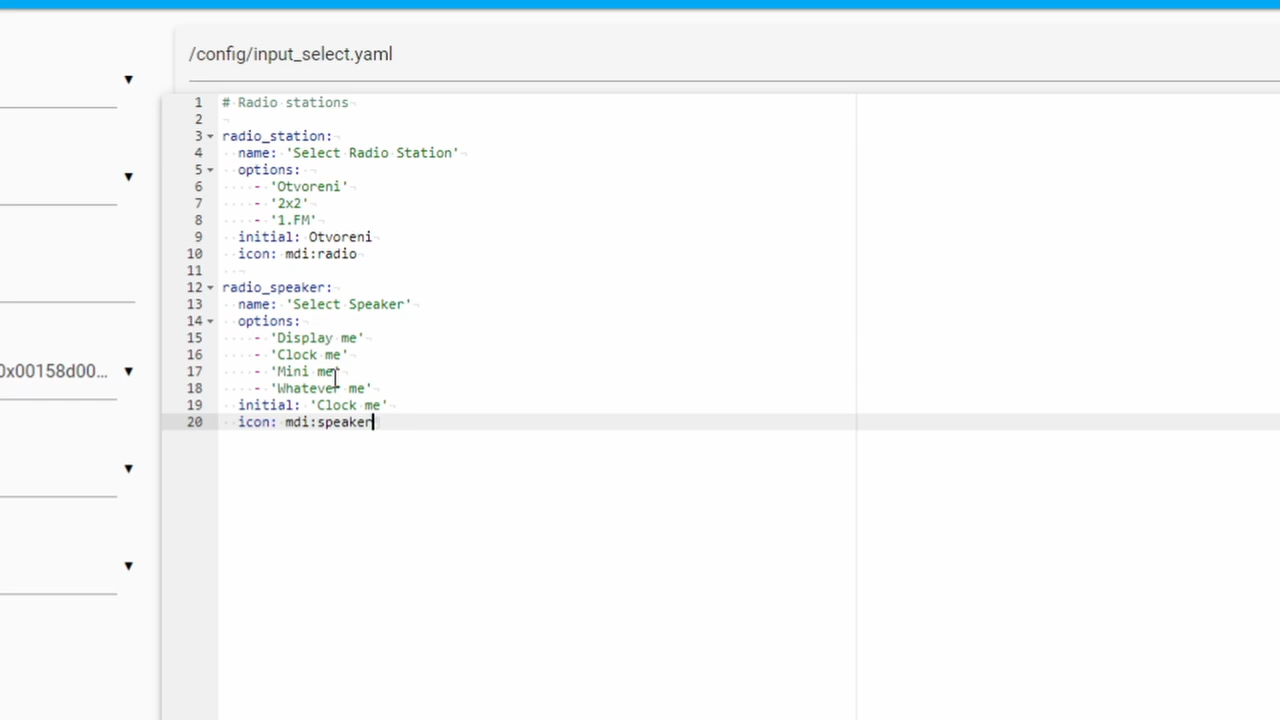 /config/input_select.yaml
1 # Radio stations
2
3 radio_station:
4 name: 'Select Radio Station'
5 options:
6 - 'Otvoreni'
7 - '2x2'
8 - '1.FM'
9 initial: Otvoreni
10 icon: mdi:radio
11
12 radio_speaker:
13 name: 'Select Speaker'
14 options:
15 - 'Display me'
16 - 'Clock me'
17 - 'Mini me'
18 - 'Whatever me'
19 initial: 'Clock me'
20 icon: mdi:speaker
0x00158d00...